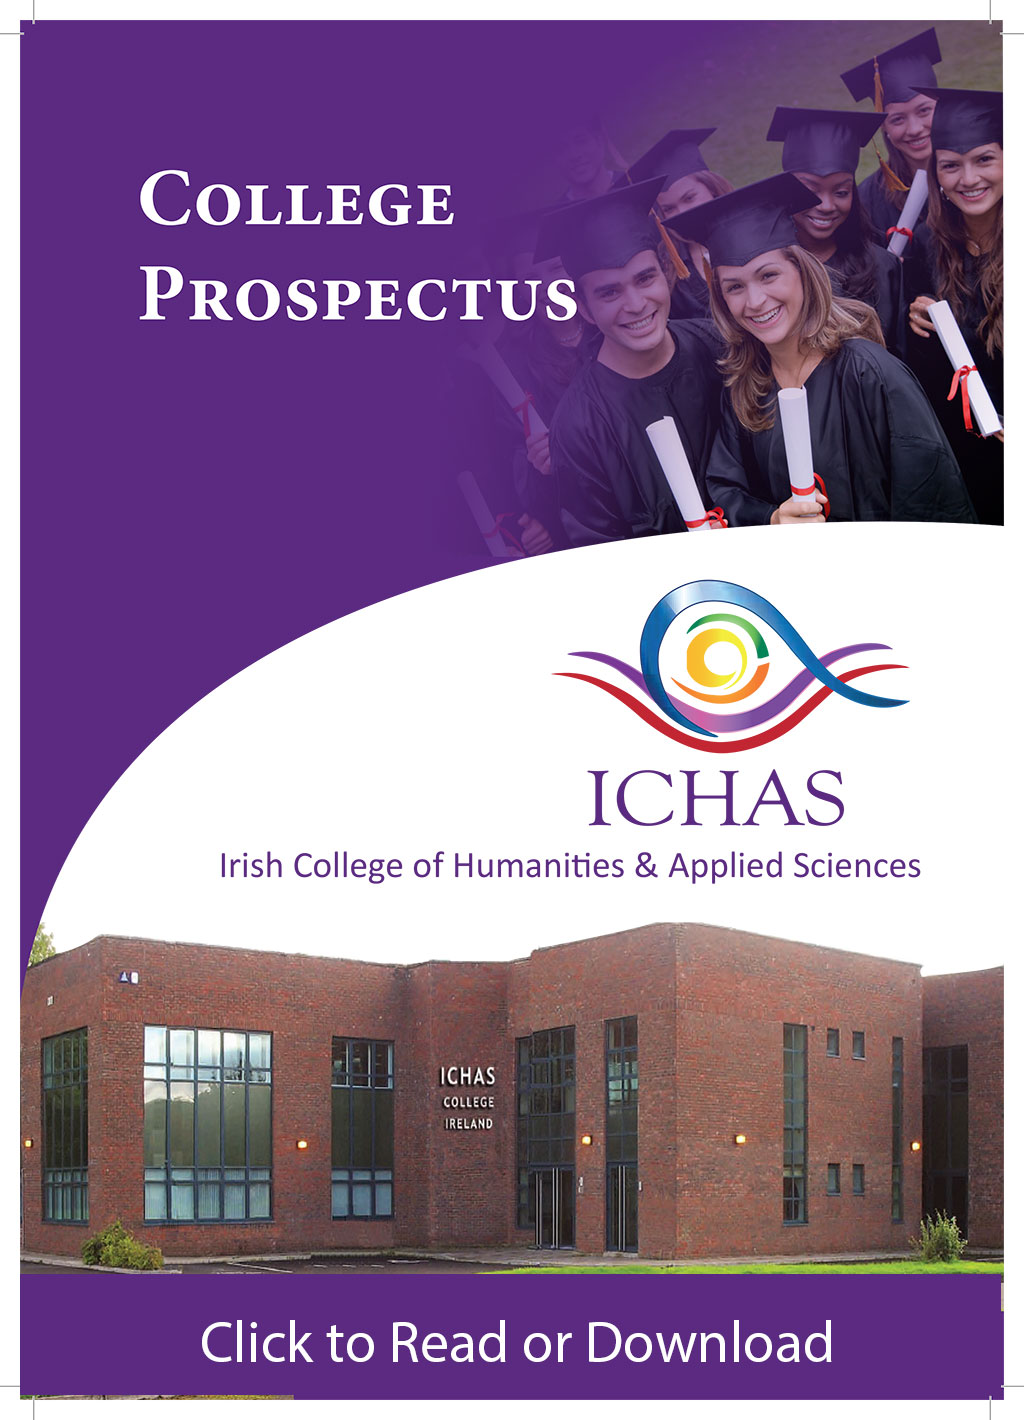 College
Prospectus
ICHAS
Irish College of Humanities & Applied Sciences
ICHAS
COLLEGE
IRELAND
Click to Read or Download